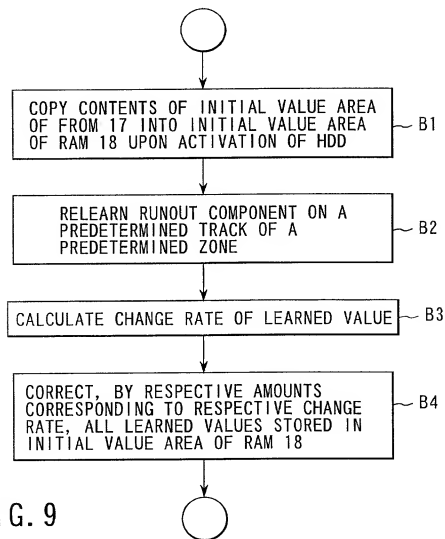 COPY CONTENTS OF INITIAL VALUE AREA
OF FROM 17 INTO INITIAL VALUE AREA
OF RAM 18 UPON ACTIVATION OF HDD
B1
RELEARN RUNOUT COMPONENT ON A
PREDETERMINED TRACK OF A
PREDETERMINED ZONE
B2
CALCULATE CHANGE RATE OF LEARNED VALUE
B3
CORRECT, BY RESPECTIVE AMOUNTS
CORRESPONDING TO RESPECTIVE CHANGE
RATE, ALL LEARNED VALUES STORED IN
INITIAL VALUE AREA OF RAM 18
B4
G. 9